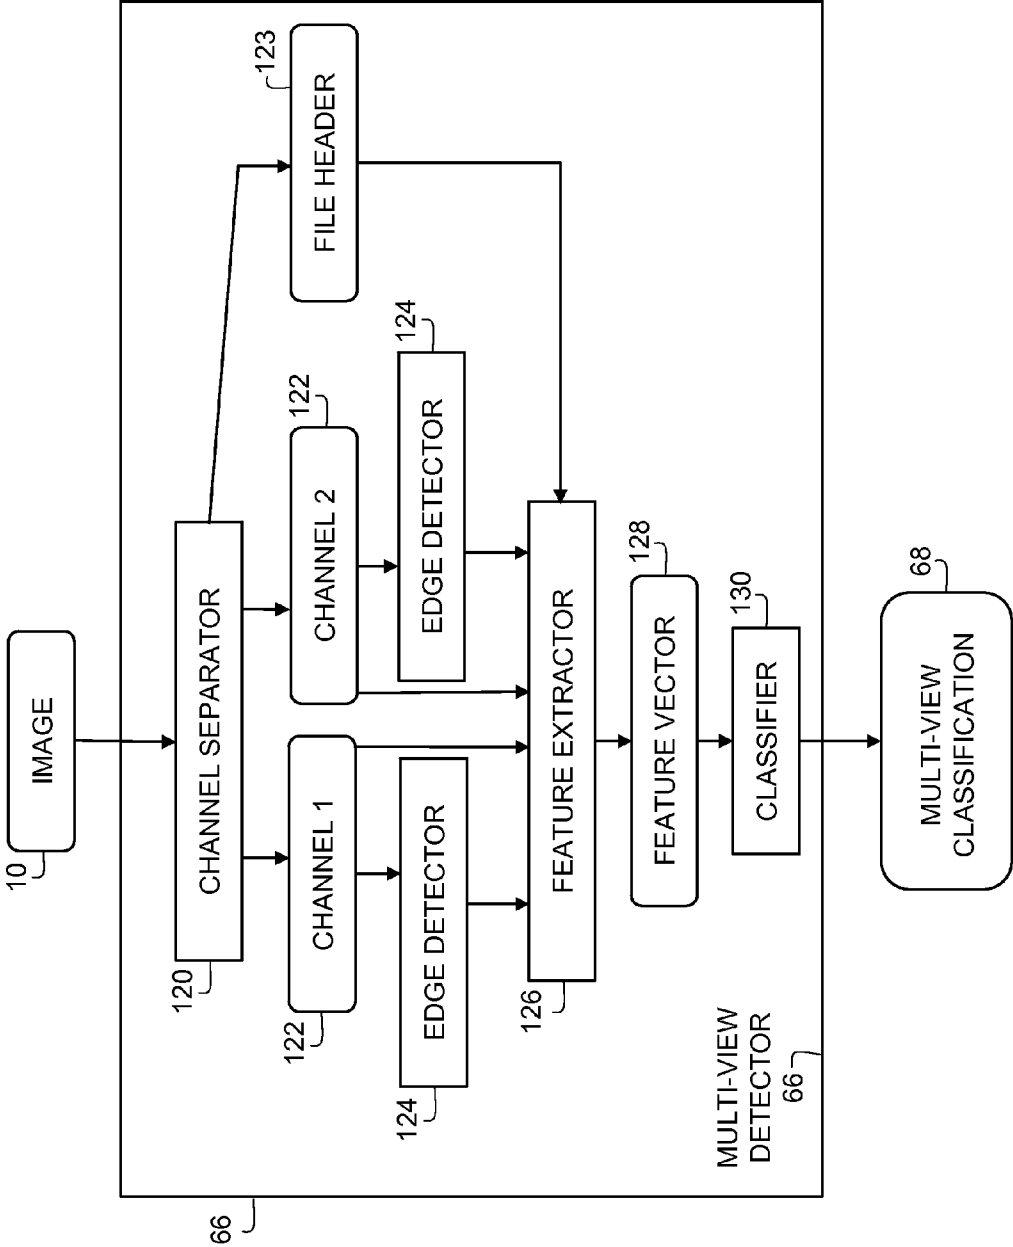 IMAGE
10
CHANNEL SEPARATOR
120
CHANNEL 1
122
CHANNEL 2
122
FILE HEADER
123
EDGE DETECTOR
124
EDGE DETECTOR
124
FEATURE EXTRACTOR
126
FEATURE VECTOR
128
CLASSIFIER
130
MULTI-VIEW
DETECTOR
66
66
MULTI-VIEW
CLASSIFICATION
68